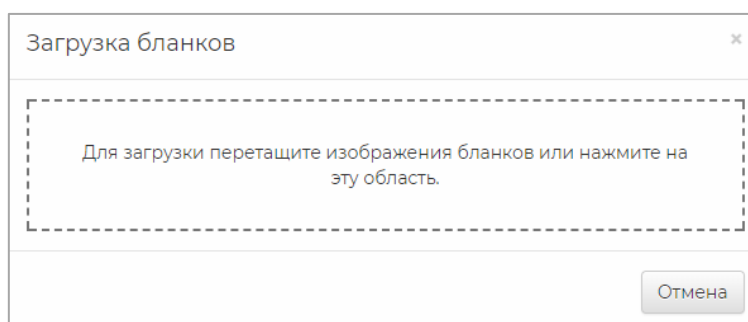 Загрузка бланков
×
Для загрузки перетащите изображения бланков или нажмите на
эту область.
Отмена